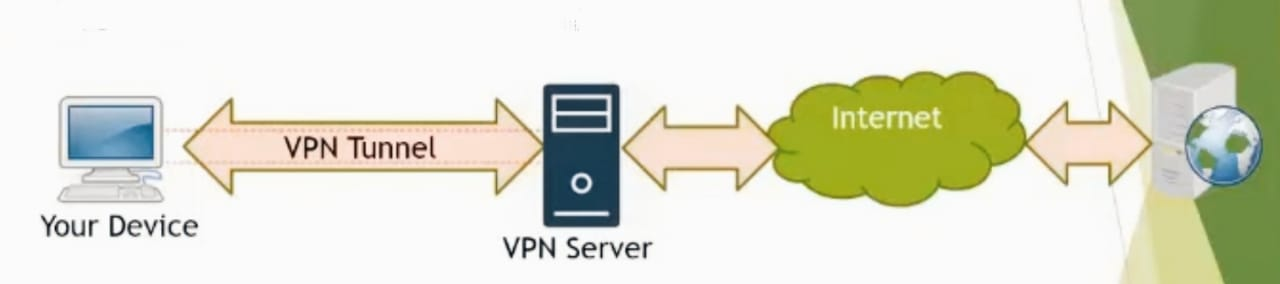 Internet
VPN Tunnel
Your Device
VPN Server